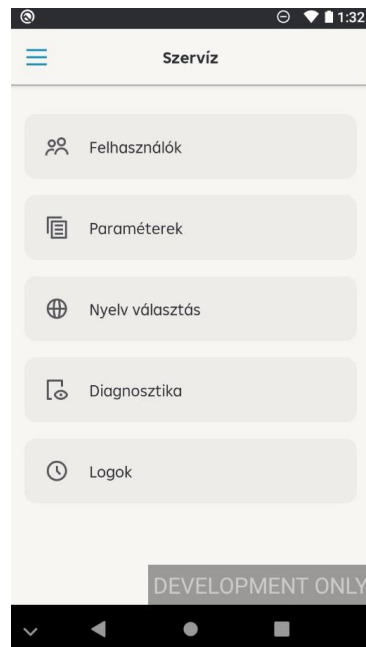 1:32
Szervíz
Felhasználók
Paraméterek
Nyelv választás
Diagnosztika
Logok
DEVELOPMENT ONLY